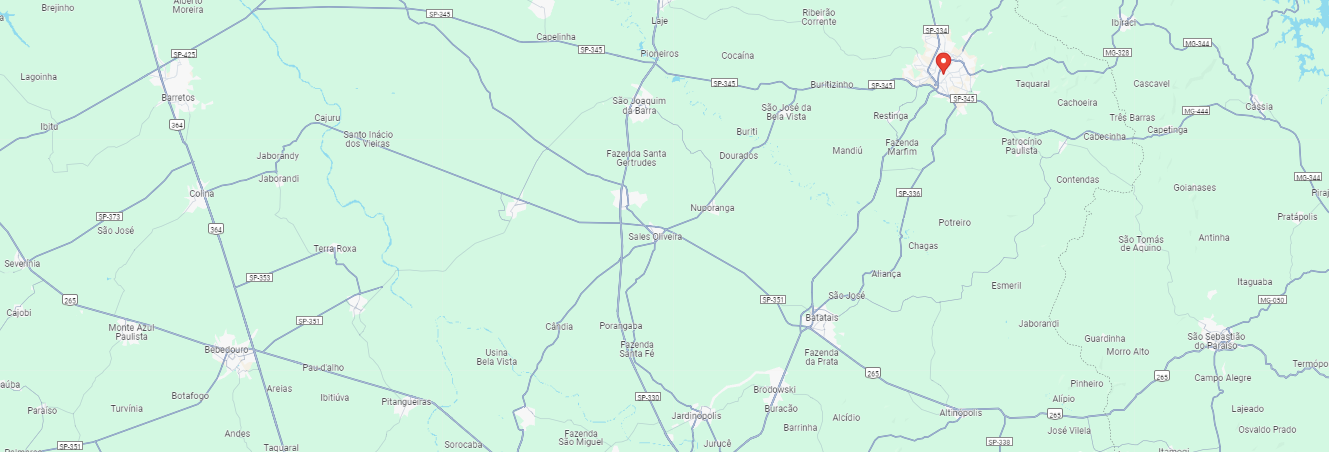 Brejinho
Alberto
Moreira
SP-345
Laje
Ribeirão
Corrente
SP-334
Ibiraci
Capelinha
SP-345
Pioneiros
Cocaína
MG-328
MG-344
SP-425
Lagoinha
Barretos
SP-345
Buritizinho
SP-345
SP-345
Taquaral
Cascavel
São Joaquim
da Barra
São José da
Bela Vista
Restinga
Cachoeira
Três Barras
MG-444
Cássia
Ibitu
364
Cajuru
Santo Inácio
dos Vieiras
Buriti
Cabesinha
Capetinga
Jaborandy
Fazenda Santa
Gertrudes
Dourados
Mandiú
Fazenda
Marfim
Patrocínio
Paulista
Jaborandi
Contendas
MG-344
Colina
SP-336
Goianases
Piraj
SP-373
Nuporanga
Pratápolis
São José
364
Sales Oliveira
Potreiro
Chagas
São Tomás
de Aquino
Antinha
Severínia
Terra Roxa
SP-353
Aliança
Esmeril
Itaguaba
265
SP-351
São José
MG-050
Cajobi
SP-351
Batatais
Monte Azul
Paulista
Cândia
Porangaba
Jaborandi
Guardinha
São Sebastião
do Paraíso
Bebedouro
Usina
Bela Vista
Fazenda
Santa Fé
Fazenda
da Prata
Morro Alto
Pau-d'alho
265
265
Termópo
aúba
Areias
Brodowski
Pinheiro
Campo Alegre
Botafogo
Ibitiúva
Pitangueiras
SP-330
Alípio
Paraíso
Turvínia
Jardinópolis
Buracão
Alcídio
Altinópolis
265
Lajeado
Andes
Fazenda
São Miguel
Barrinha
José Vilela
Osvaldo Prado
SP-351
Taquaral
Sorocaba
Jurucê
SP-338